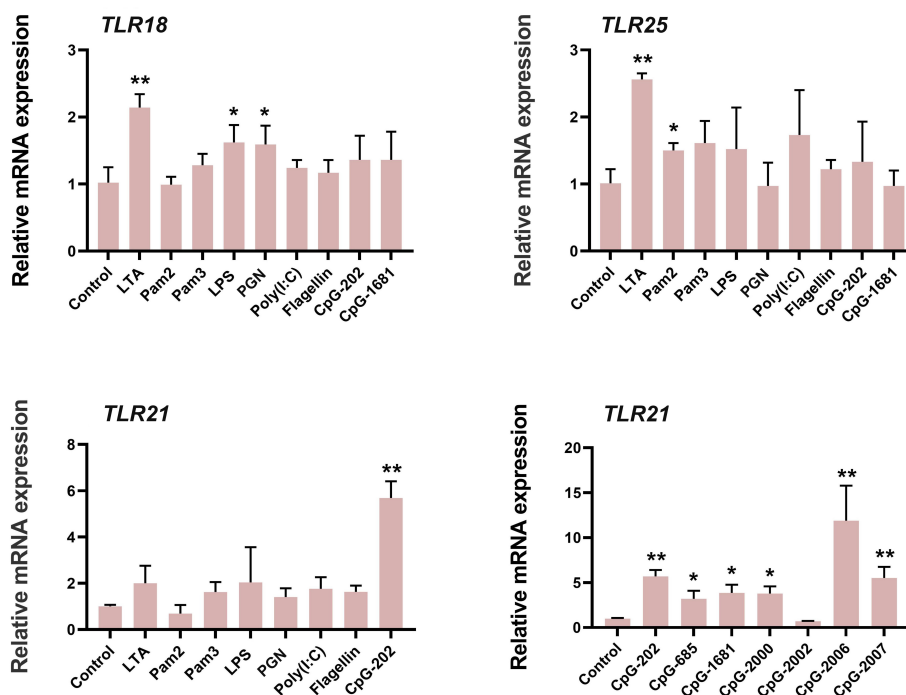 TLR18
Relative mRNA expression
3
2
1
0
**
*
*
Control
LTA
Pam2
Pam3
LPS
PGN
Poly(I:C)
Flagellin
CpG-202
CpG-1681
TLR25
Relative mRNA expression
3
2
1
0
**
*
Control
LTA
Pam2
Pam3
LPS
PGN
Poly(I:C)
Flagellin
CpG-202
CpG-1681
TLR21
Relative mRNA expression
8
6
4
2
0
**
Control
LTA
Pam2
Pam3
LPS
PGN
Poly(I:C)
Flagellin
CpG-202
TLR21
Relative mRNA expression
20
15
10
5
0
**
*
*
*
**
**
Control
CpG-202
CpG-685
CpG-1681
CpG-2000
CpG-2002
CpG-2006
CpG-2007